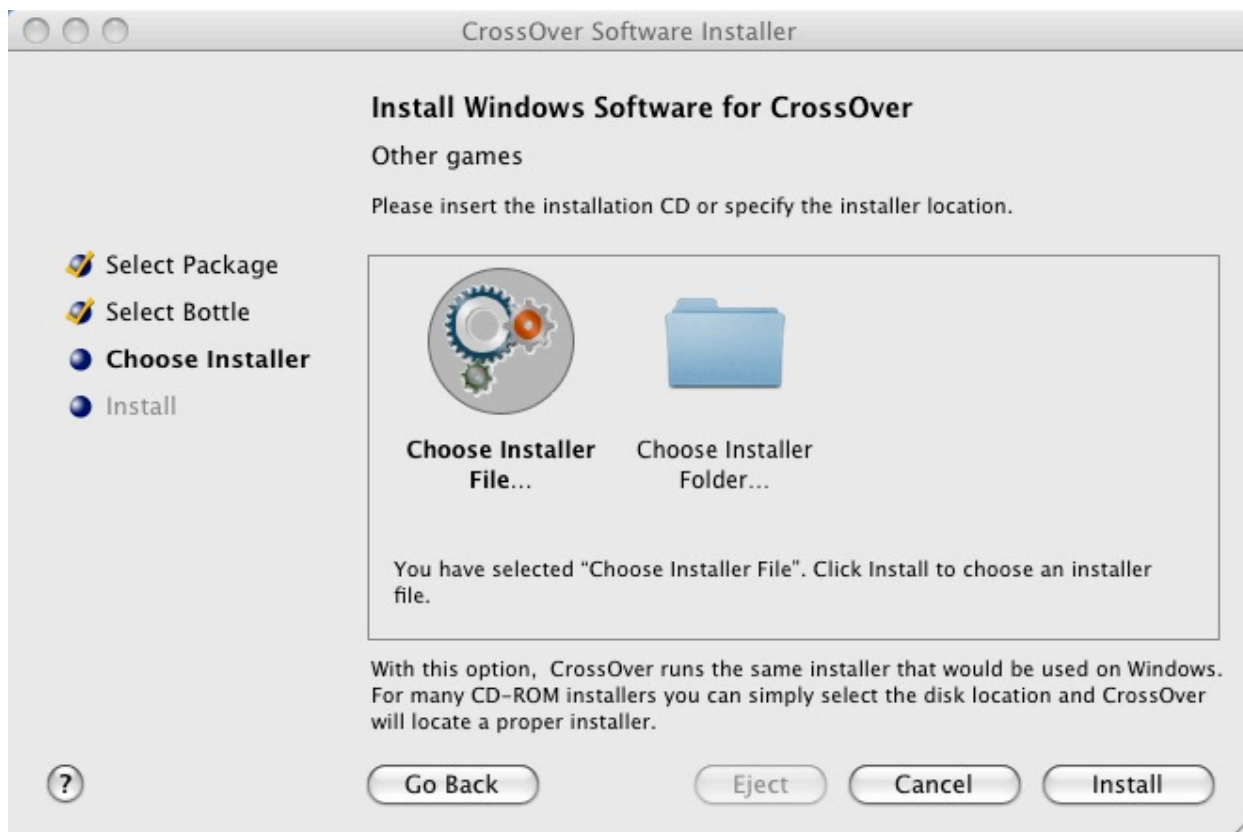 CrossOver Software Installer
Install Windows Software for CrossOver
Other games
Please insert the installation CD or specify the installer location.
Select Package
Select Bottle
Choose Installer
Install
Choose Installer
File...
Choose Installer
Folder...
You have selected “Choose Installer File”. Click Install to choose an installer
file.
With this option, CrossOver runs the same installer that would be used on Windows.
For many CD-ROM installers you can simply select the disk location and CrossOver
will locate a proper installer.
?
Go Back
Eject
Cancel
Install